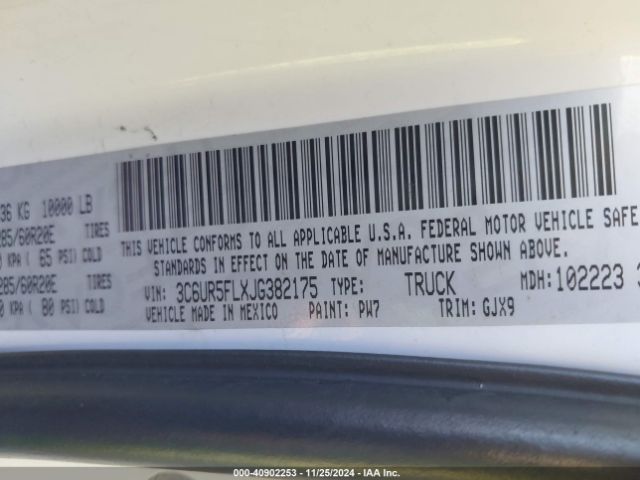 36 KG 10000 LB
285/60R20E TIRES
KPA ( 65 PSI) COLD
285/60R20E TIRES
KPA ( 80 PSI) COLD
THIS VEHICLE CONFORMS TO ALL APPLICABLE U.S.A. FEDERAL MOTOR VEHICLE SAFE
STANDARDS IN EFFECT ON THE DATE OF MANUFACTURE SHOWN ABOVE.
VIN: 3C6UR5FLXJG382175 TYPE: TRUCK MDH: 102223 3
VEHICLE MADE IN MEXICO PAINT: PW7 TRIM: GJX9
000-40902253 - 11/25/2024 - IAA Inc.